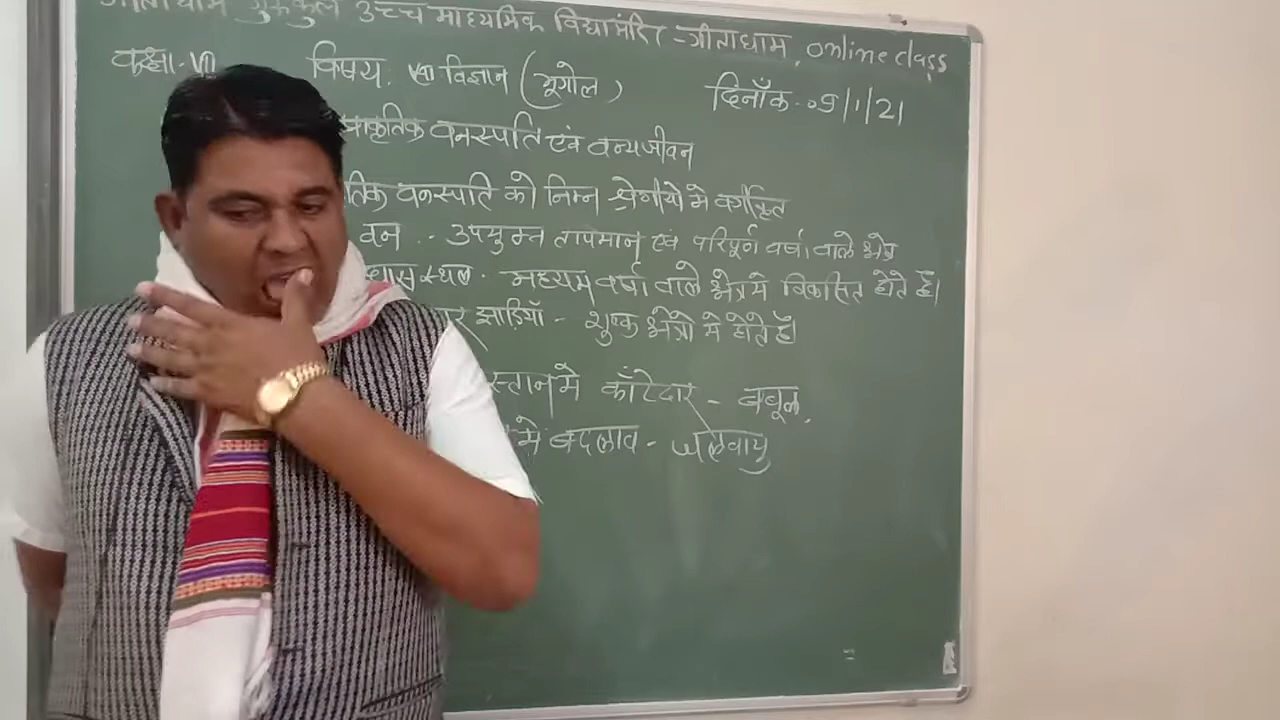 गुरुकुल उच्च माध्यमिक विद्यामंदिर - गीताधाम, online class
कक्षा - VII विषय. विज्ञान (भूगोल) दिनाँक - 09/1/21
प्राकृतिक वनस्पति एवं वन्यजीवन
तिक वनस्पति को निम्न श्रेणीयो मे वर्गीकृत
वन .. उपयुक्त तापमान एवं परिपूर्ण वर्षा वाले क्षेत्र
घास स्थल - मध्यम वर्षा वाले क्षेत्र मे विकसित होते है।
झाड़ियाँ - शुष्क क्षेत्रो मे होते है।
स्तान मे काँटेदार - बबूल,
मे बदलाव - जलवायु